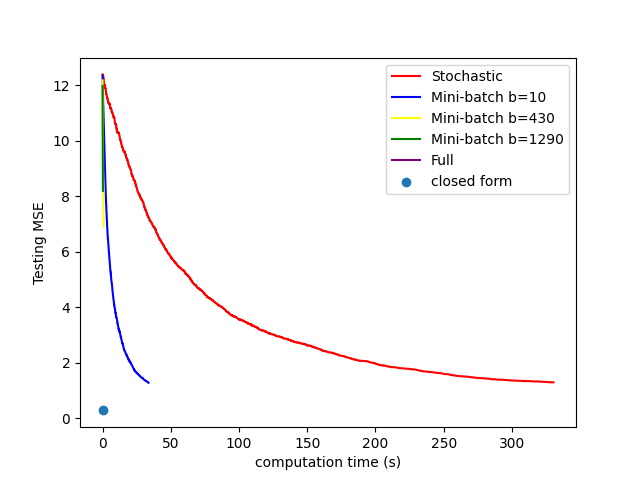 Stochastic
Mini-batch b=10
Mini-batch b=430
Mini-batch b=1290
Full
closed form
Testing MSE
12
10
8
6
4
2
0
0 50 100 150 200 250 300
computation time (s)